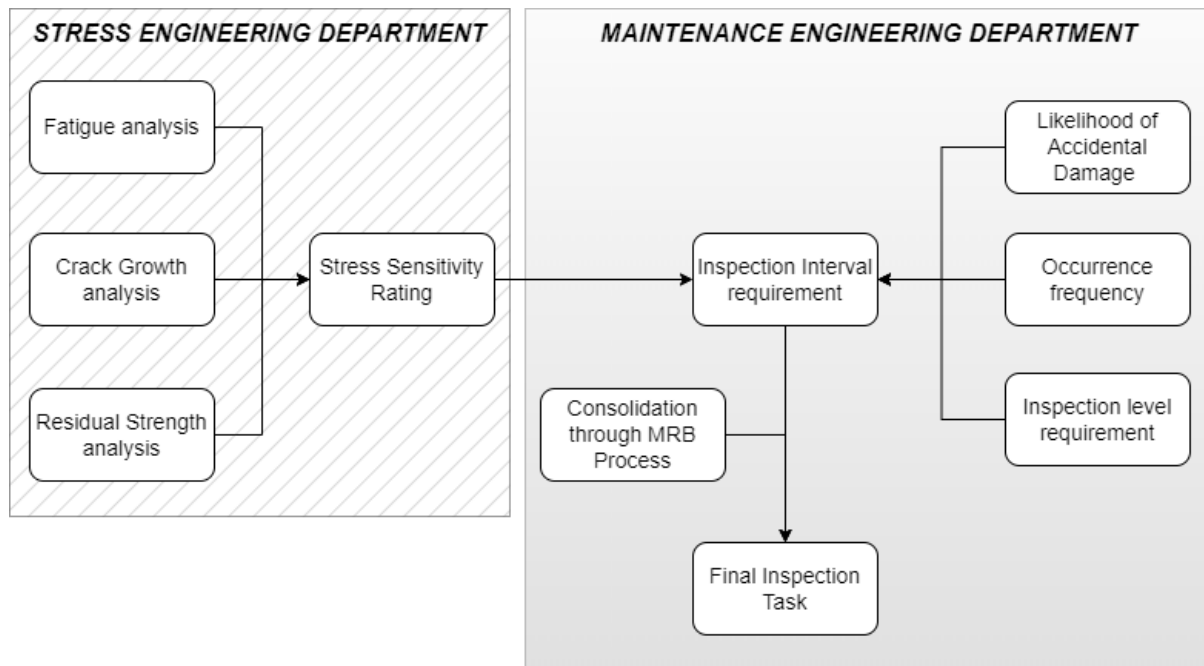 STRESS ENGINEERING DEPARTMENT
Fatigue analysis
Crack Growth
analysis
Residual Strength
analysis
Stress Sensitivity
Rating
MAINTENANCE ENGINEERING DEPARTMENT
Inspection Interval
requirement
Likelihood of
Accidental
Damage
Occurrence
frequency
Inspection level
requirement
Consolidation
through MRB
Process
Final Inspection
Task